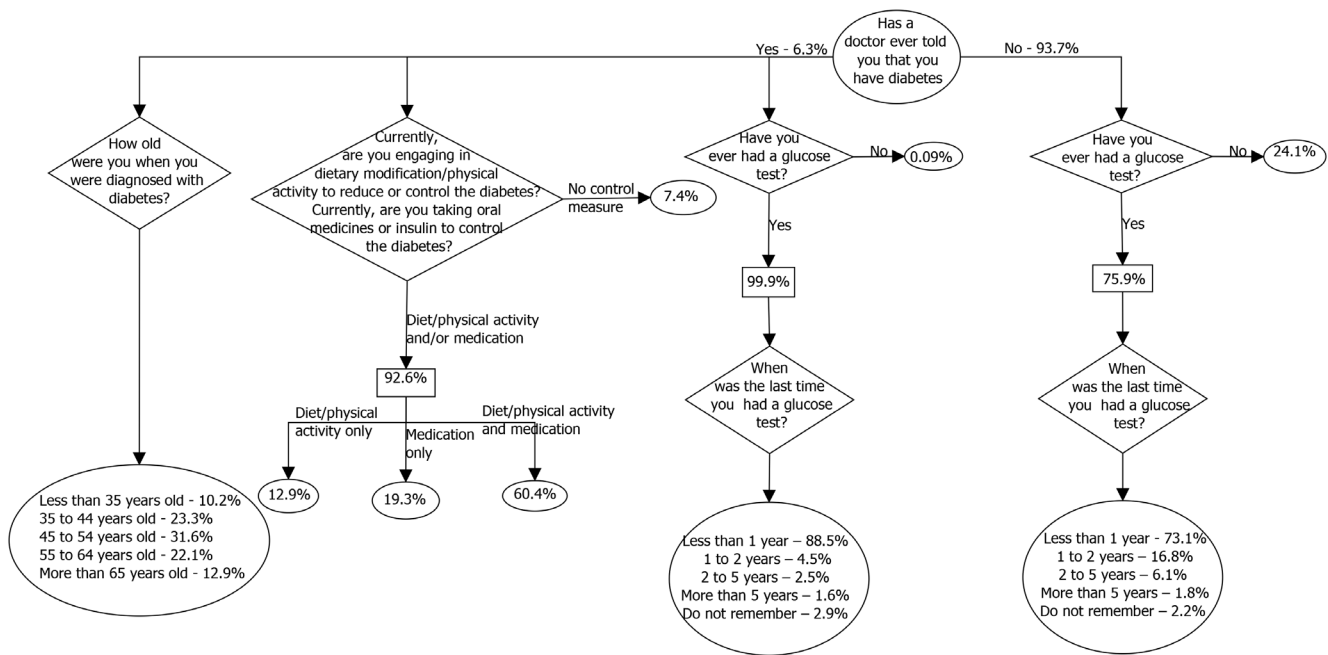 Has a
doctor ever told
you that you
have diabetes
Yes - 6.3%
No - 93.7%
How old
were you when you
were diagnosed with
diabetes?
Less than 35 years old - 10.2%
35 to 44 years old - 23.3%
45 to 54 years old - 31.6%
55 to 64 years old - 22.1%
More than 65 years old - 12.9%
Currently,
are you engaging in
dietary modification/physical
activity to reduce or control the diabetes?
Currently, are you taking oral
medicines or insulin to control
the diabetes?
No control
measure
7.4%
Diet/physical activity
and/or medication
92.6%
Diet/physical
activity only
Medication
only
Diet/physical activity
and medication
12.9%
19.3%
60.4%
Have you
ever had a glucose
test?
No
0.09%
Yes
99.9%
When
was the last time
you had a glucose
test?
Less than 1 year – 88.5%
1 to 2 years – 4.5%
2 to 5 years – 2.5%
More than 5 years – 1.6%
Do not remember – 2.9%
Have you
ever had a glucose
test?
No
24.1%
Yes
75.9%
When
was the last time
you had a glucose
test?
Less than 1 year - 73.1%
1 to 2 years – 16.8%
2 to 5 years – 6.1%
More than 5 years – 1.8%
Do not remember – 2.2%